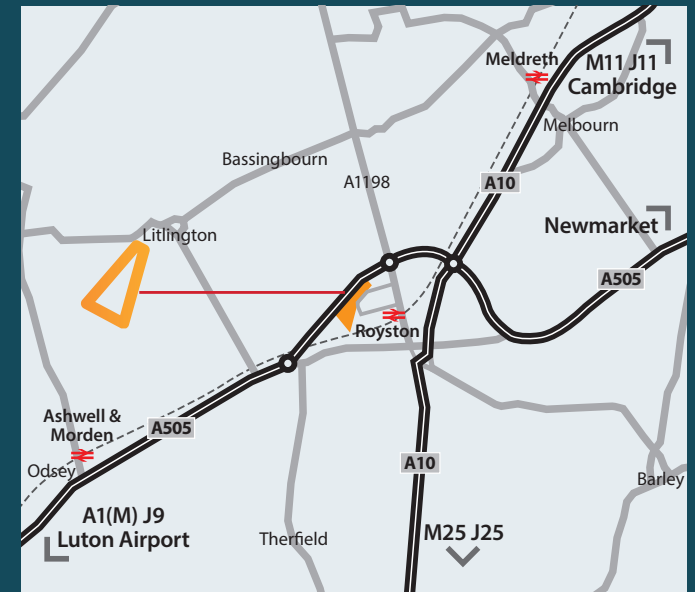 Meldreth
M11 J11
Cambridge
Melbourn
Bassingbourn
A1198
A10
Newmarket
Litlington
A505
Royston
Ashwell &
Morden
A505
Odsey
A10
Barley
A1(M) J9
Luton Airport
Therfield
M25 J25